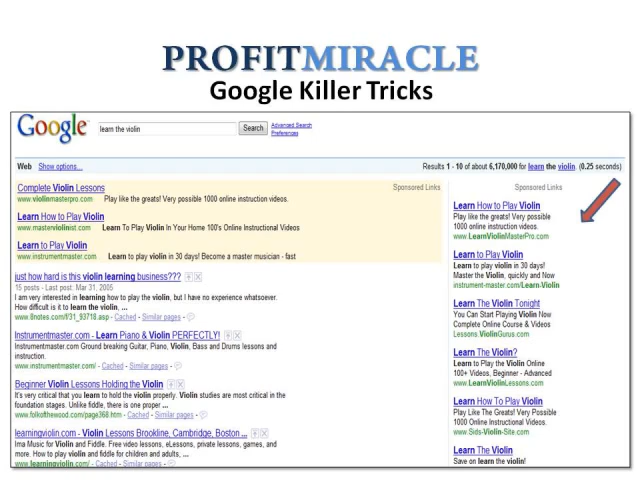 PROFITMIRACLE
Google Killer Tricks
Google
learn the violin
Search
Advanced Search
Preferences
Web Show options...
Results 1 - 10 of about 6,170,000 for learn the violin. (0.25 seconds)
Complete Violin Lessons
Sponsored Links
www.violinmasterpro.com Play like the greats! Very possible 1000 online instruction videos.
Learn How to Play Violin
www.masterviolinist.com Learn To Play Violin In Your Home 100's Online Instructional Videos
Learn to Play Violin
www.instrumentmaster.com Learn to play violin in 30 days! Become a master musician - fast
just how hard is this violin learning business???
15 posts - Last post: Mar 31, 2005
I am very interested in learning how to play the violin, but I have no experience whatsoever.
How difficult is it to learn the violin, ...
www.8notes.com/f/31_93718.asp - Cached - Similar pages -
Instrumentmaster.com - Learn Piano & Violin PERFECTLY!
Instrumentmaster.com Ground breaking Guitar, Piano, Violin, Bass and Drums lessons and
instruction.
www.instrumentmaster.com/ - Cached - Similar pages -
Beginner Violin Lessons Holding the Violin
It's very critical that you learn to hold the violin properly. Violin studies are most critical in the
foundation stages. Unlike fiddle, there is one proper ...
www.folkofthewood.com/page368.htm - Cached - Similar pages -
learningviolin.com - Violin Lessons Brookline, Cambridge, Boston ...
Ima Music for Violin and Fiddle. Free video lessons, eLessons, private lessons, games, and
more. How to play violin and fiddle for children and adults, ...
www.learningviolin.com/ - Cached - Similar pages -
Sponsored Links
Learn How to Play Violin
Play like the greats! Very possible
1000 online instruction videos.
www.LearnViolinMasterPro.com
Learn to Play Violin
Learn to play violin in 30 days!
Master the Violin, quickly and Now
instrument-master.com/Learn-Violin
Learn The Violin Tonight
You Can Start Playing Violin Now
Complete Online Course & Videos
Lessons.ViolinGurus.com
Learn The Violin?
Learn to Play the Violin Online
100+ Videos, Beginner - Advanced
www.LearnViolinLessons.com
Learn How To Play Violin
Play Like The Greats! Very Possible
1000 Online Instructional Videos.
www.Sids-Violin-Site.com
Learn The Violin
Save on learn the violin!